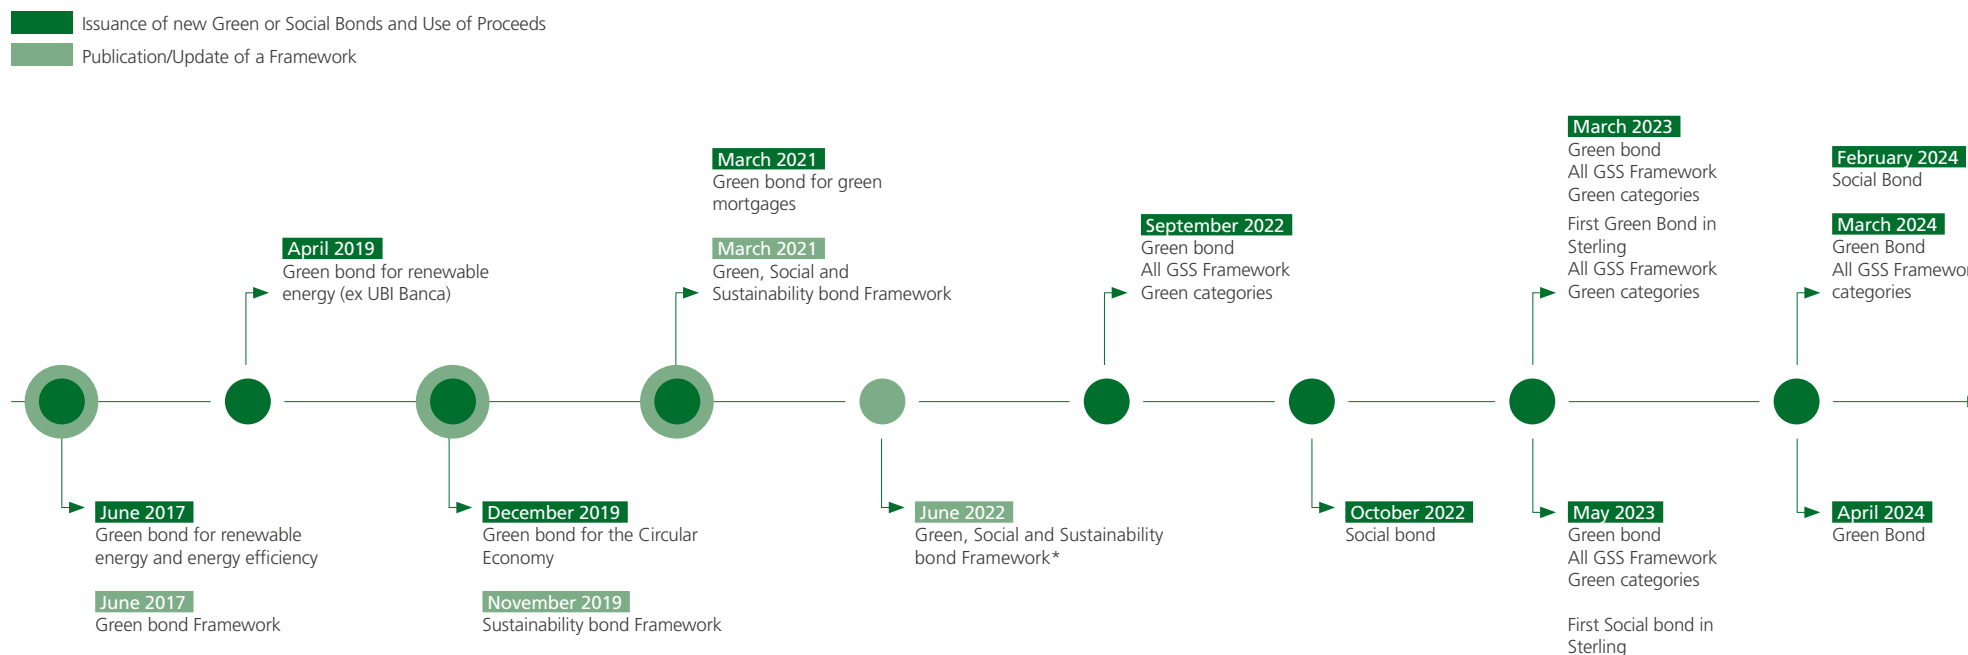 Issuance of new Green or Social Bonds and Use of Proceeds
Publication/Update of a Framework
June 2017
Green bond for renewable
energy and energy efficiency
June 2017
Green bond Framework
April 2019
Green bond for renewable
energy (ex UBI Banca)
December 2019
Green bond for the Circular
Economy
November 2019
Sustainability bond Framework
March 2021
Green bond for green
mortgages
March 2021
Green, Social and
Sustainability bond Framework
June 2022
Green, Social and Sustainability
bond Framework*
September 2022
Green bond
All GSS Framework
Green categories
October 2022
Social bond
March 2023
Green bond
All GSS Framework
Green categories
First Green Bond in
Sterling
All GSS Framework
Green categories
May 2023
Green bond
All GSS Framework
Green categories
First Social bond in
Sterling
February 2024
Social Bond
March 2024
Green Bond
All GSS
categories
April 2024
Green Bond